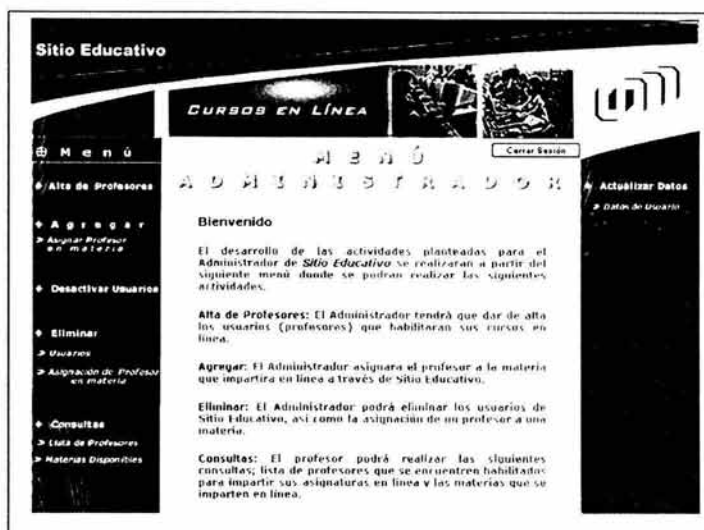 Sitio Educativo
CURSOS EN LÍNEA
Menú
Alta de Profesores
Agregar
Asignar Profesor
en materia
Desactivar Usuarios
Eliminar
Usuarios
Asignación de Profesor
en materia
Consultas
Lista de Profesores
Materias Disponibles
Cerrar Sesión
MENÚ
ADMINISTRADOR
Bienvenido
El desarrollo de las actividades planteadas para el
Administrador de Sitio Educativo se realizaran a partir del
siguiente menú donde se podran realizar las siguientes
actividades.
Alta de Profesores: El Administrador tendrá que dar de alta
los usuarios (profesores) que habilitaran sus cursos en
línea.
Agregar: El Administrador asignara el profesor a la materia
que impartira en línea a través de Sitio Educativo.
Eliminar: El Administrador podrá eliminar los usuarios de
Sitio Educativo, así como la asignación de un profesor a una
materia.
Consultas: El profesor podrá realizar las siguientes
consultas; lista de profesores que se encuentren habilitados
para impartir sus asignaturas en línea y las materias que se
imparten en línea.
Actualizar Datos
Datos de Usuario